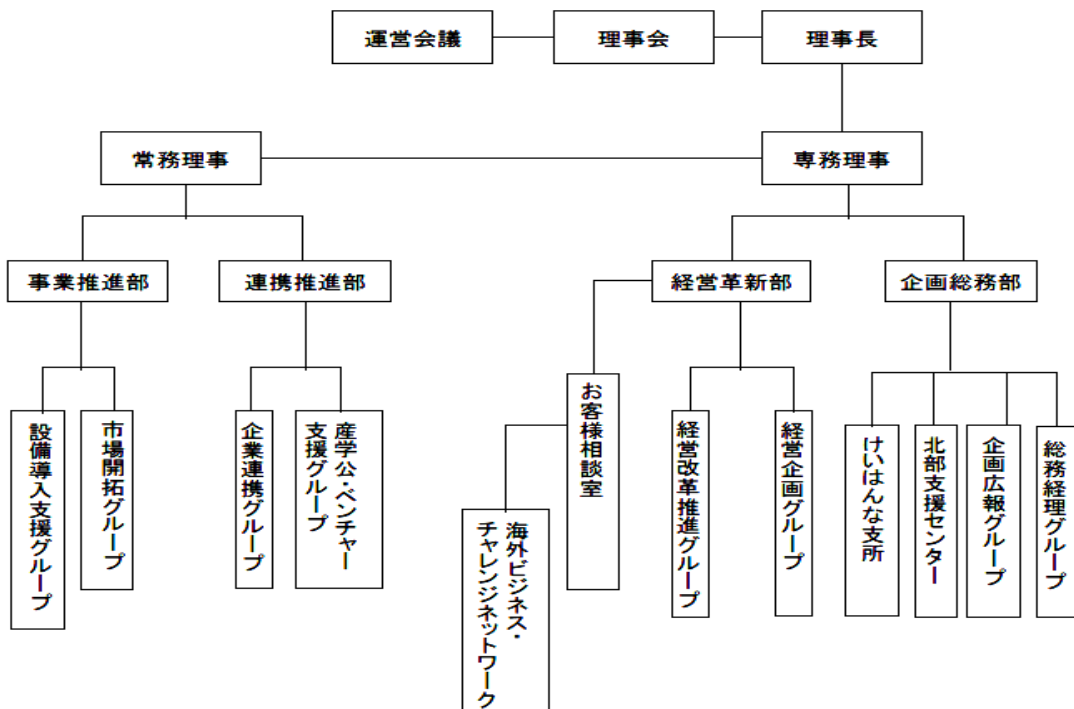 運営会議
理事会
理事長
常務理事
専務理事
事業推進部
連携推進部
経営革新部
企画総務部
設備導入支援グループ
市場開拓グループ
企業連携グループ
産学公・ベンチャー
支援グループ
海外ビジネス・
チャレンジネットワーク
お客様相談室
経営改革推進グループ
経営企画グループ
けいはんな支所
北部支援センター
企画広報グループ
総務経理グループ